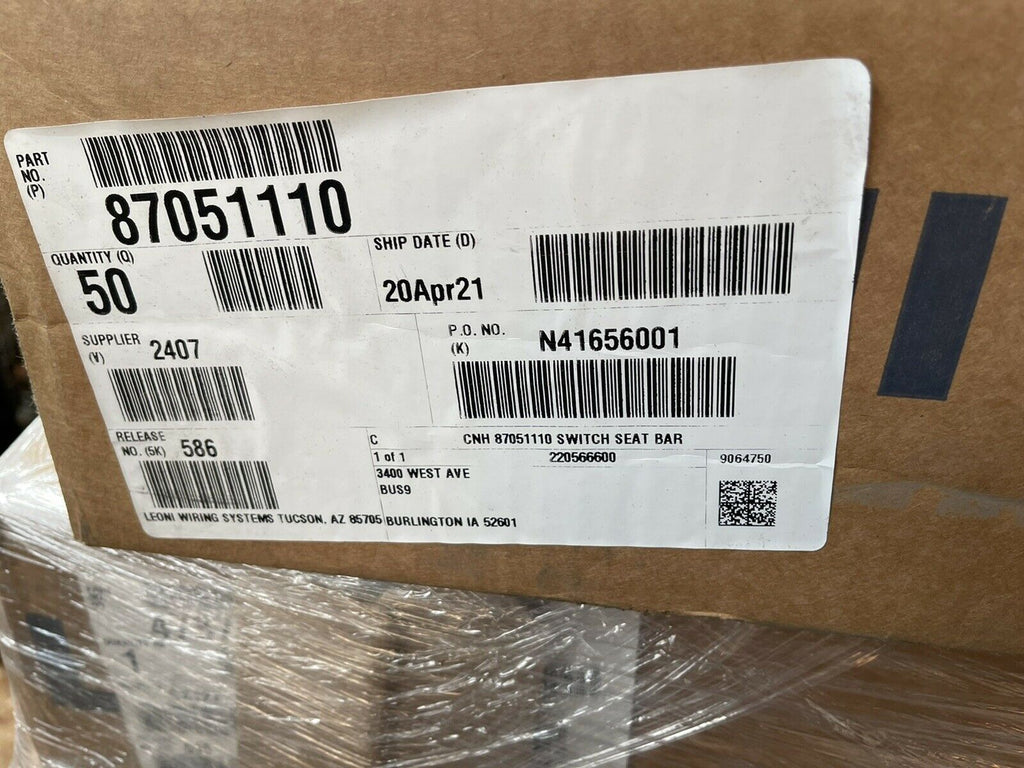 PART
NO.
(P)
87051110
QUANTITY (Q)
50
SHIP DATE (D)
20Apr21
SUPPLIER
(V)
2407
P.O. NO.
(K)
N41656001
RELEASE
NO. (5K)
586
C
CNH 87051110 SWITCH SEAT BAR
1 of 1
220566600
9064750
3400 WEST AVE
BUS9
LEONI WIRING SYSTEMS TUCSON, AZ 85705
BURLINGTON IA 52601
1